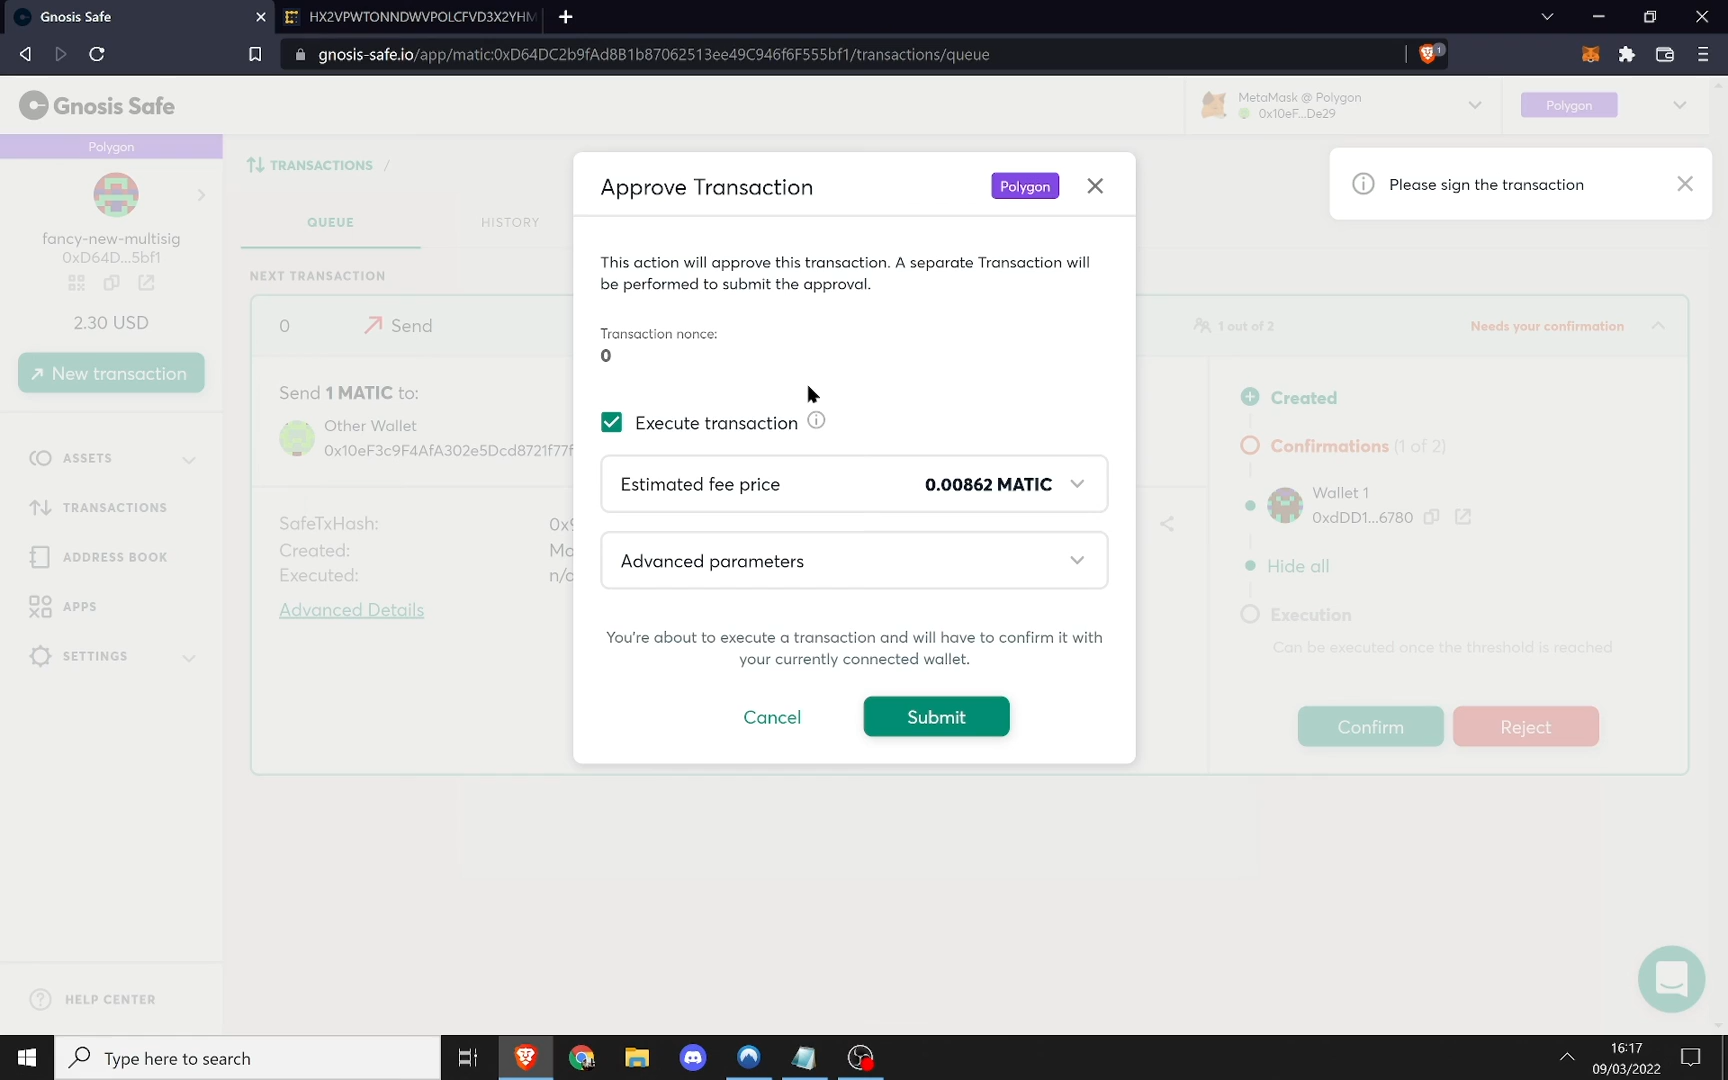 Gnosis Safe
HX2VPWTONNDWVPOLCFVD3X2YHM
gnosis-safe.io/app/matic:0xD64DC2b9fAd8B1b87062513ee49C946f6F555bf1/transactions/queue
1
Gnosis Safe
MetaMask @ Polygon
0x10eF...De29
Polygon
Polygon
fancy-new-multisig
0xD64D...5bf1
2.30 USD
New transaction
ASSETS
TRANSACTIONS
ADDRESS BOOK
APPS
SETTINGS
HELP CENTER
TRANSACTIONS /
QUEUE
HISTORY
NEXT TRANSACTION
0
Send
1 out of 2
Needs your confirmation
Send 1 MATIC to:
Other Wallet
0x10eF3c9F4AfA302e5Dcd8721f77f
SafeTxHash:
0x9
Created:
Mo
Executed:
n/a
Advanced Details
Created
Confirmations (1 of 2)
Wallet 1
0xdDD1...6780
Hide all
Execution
Can be executed once the threshold is reached
Confirm
Reject
Approve Transaction
Polygon
This action will approve this transaction. A separate Transaction will
be performed to submit the approval.
Transaction nonce:
0
Execute transaction
Estimated fee price
0.00862 MATIC
Advanced parameters
You're about to execute a transaction and will have to confirm it with
your currently connected wallet.
Cancel
Submit
Please sign the transaction
Type here to search
16:17
09/03/2022